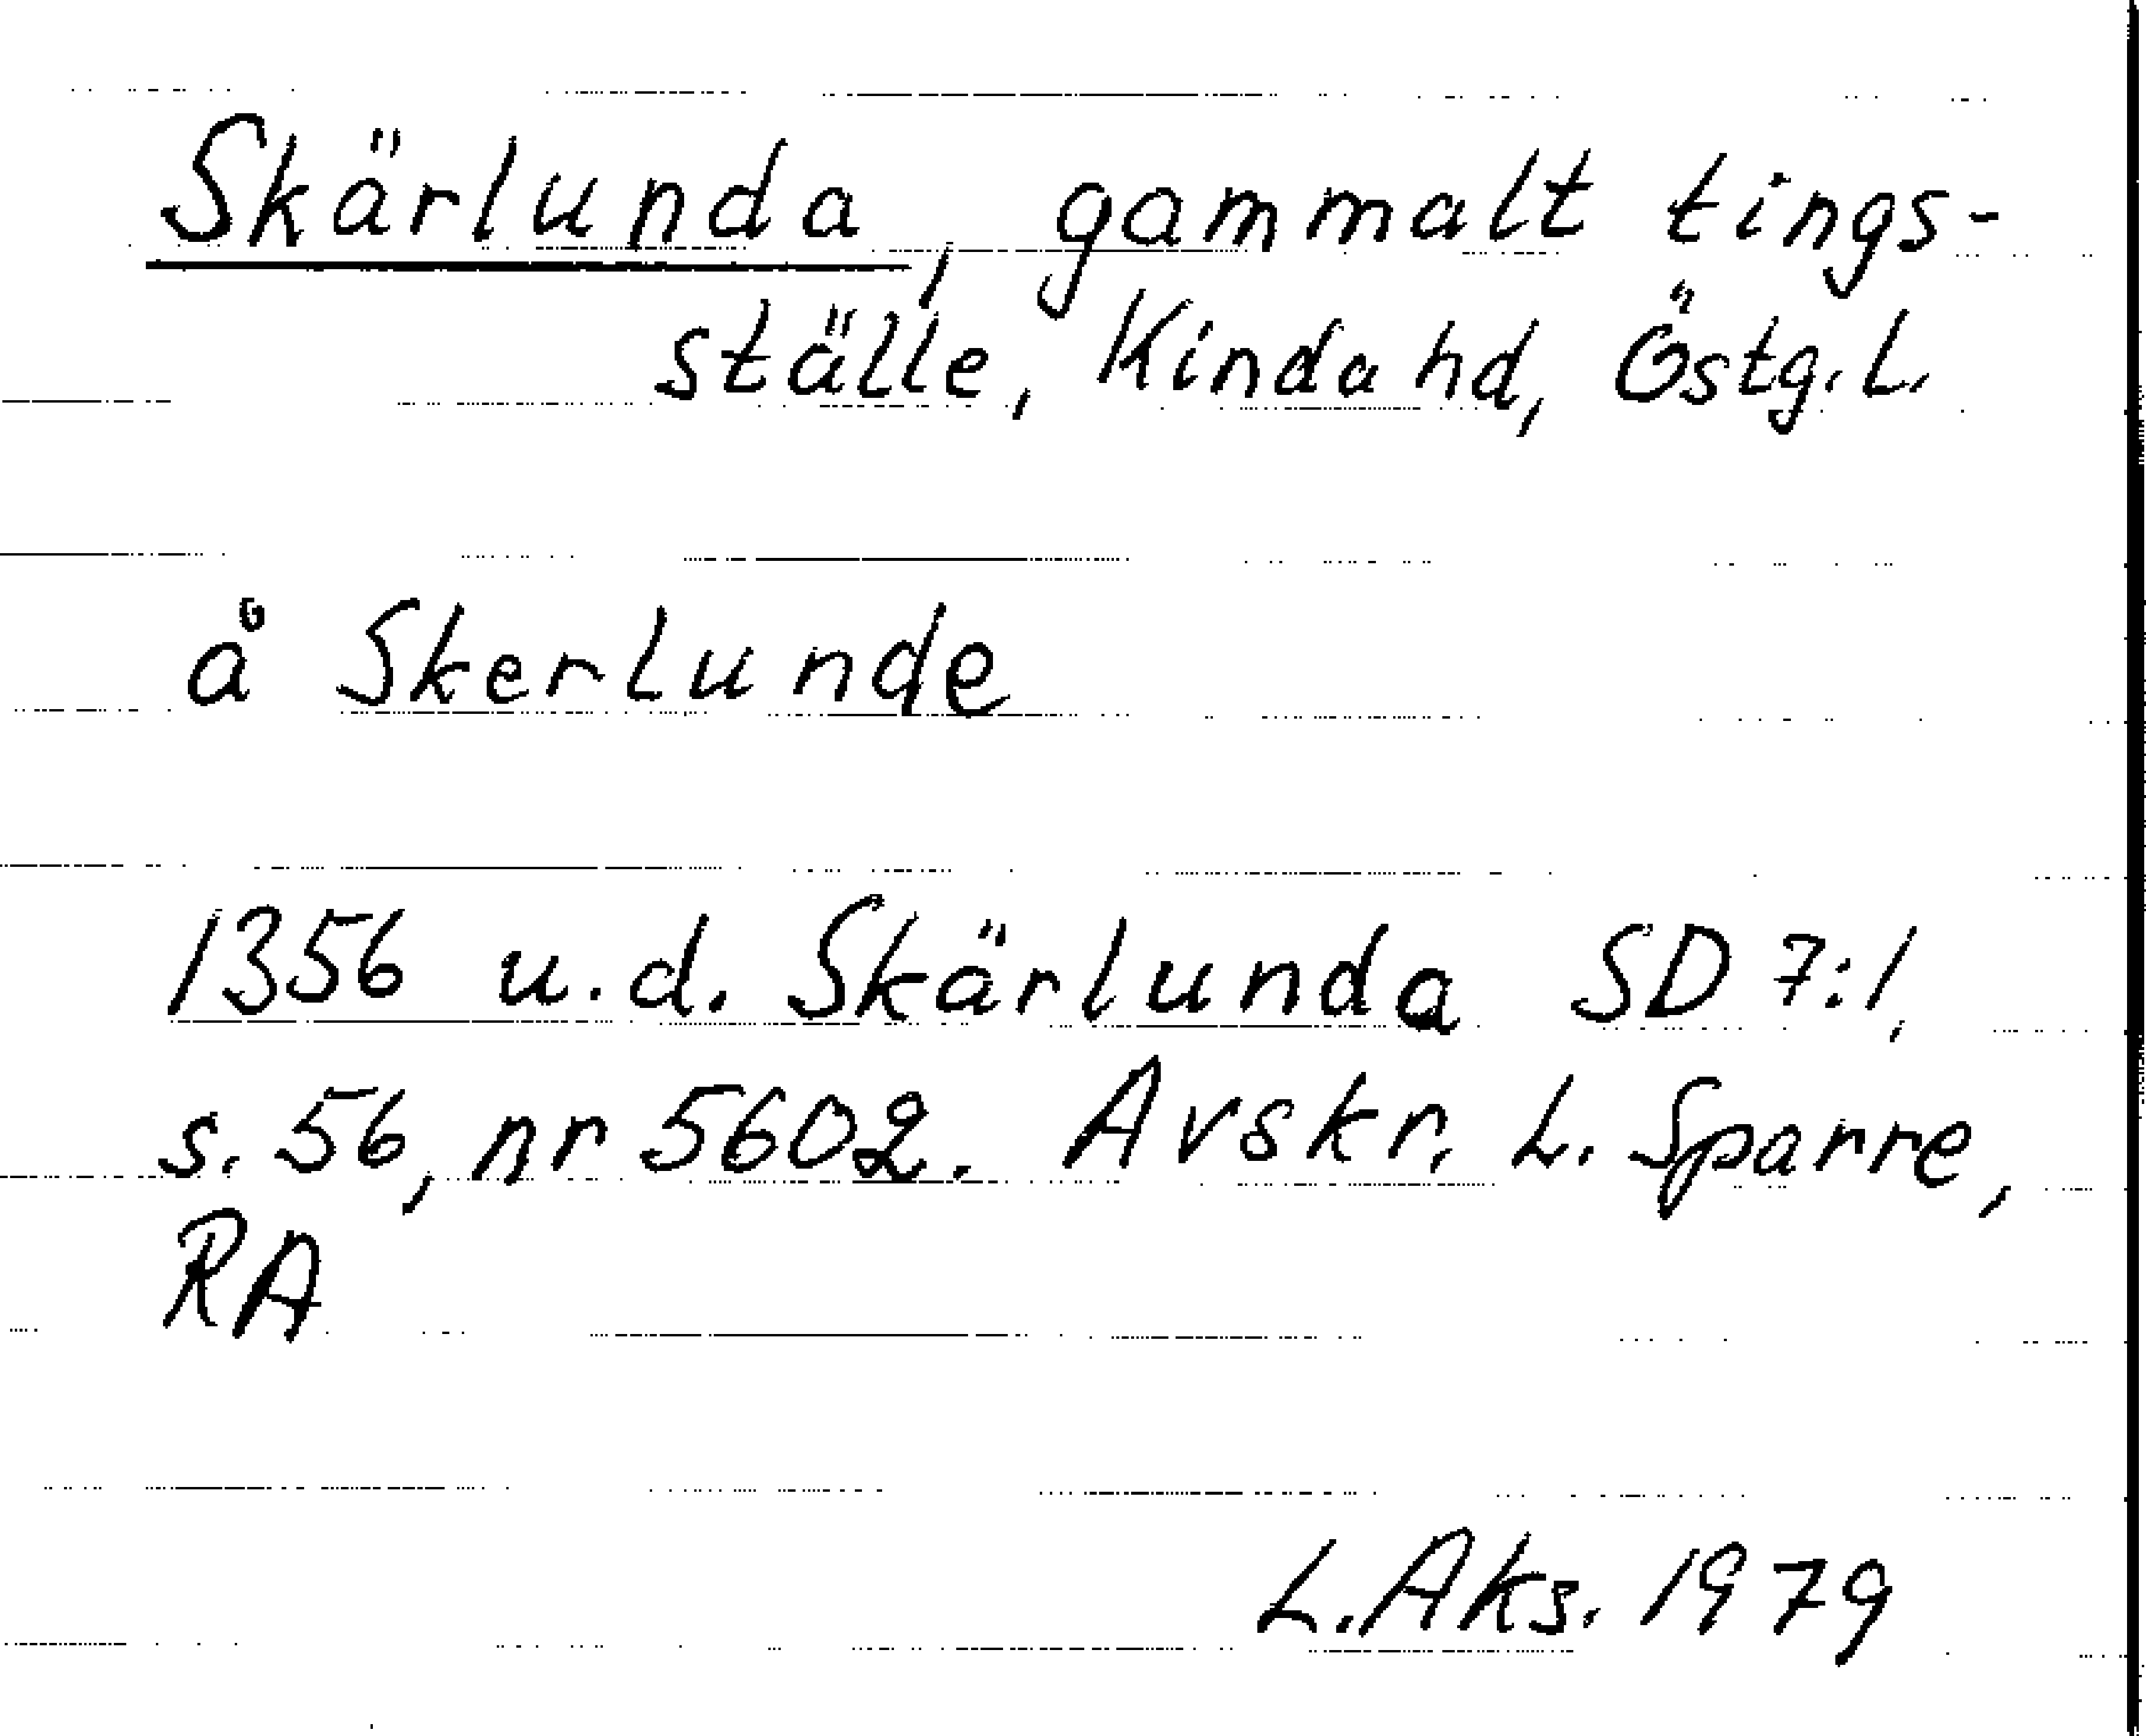 Skärlunda, gammalt tings-
ställe, Kinda hd, Östg. L.
å Skerlunde
1356 u.d. Skärlunda SD 7:1,
s. 56, nr 5602. Avskr. L. Sparre,
RA
L. Aks. 1979